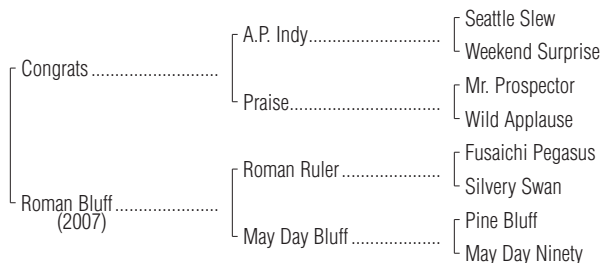 Seattle Slew
A.P. Indy
Weekend Surprise
Congrats
Mr. Prospector
Praise
Wild Applause
Fusaichi Pegasus
Roman Ruler
Silvery Swan
Roman Bluff
(2007)
Pine Bluff
May Day Bluff
May Day Ninety